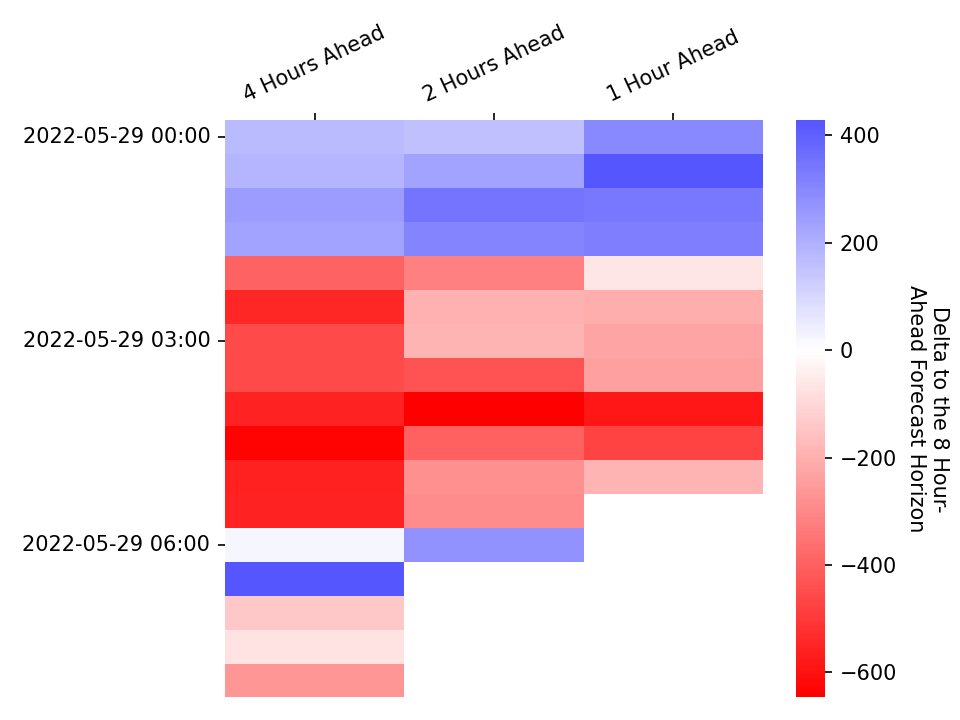 4 Hours Ahead
2 Hours Ahead
1 Hour Ahead
2022-05-29 00:00
2022-05-29 03:00
2022-05-29 06:00
400
200
0
−200
−400
−600
Delta to the 8 Hour-
Ahead Forecast Horizon